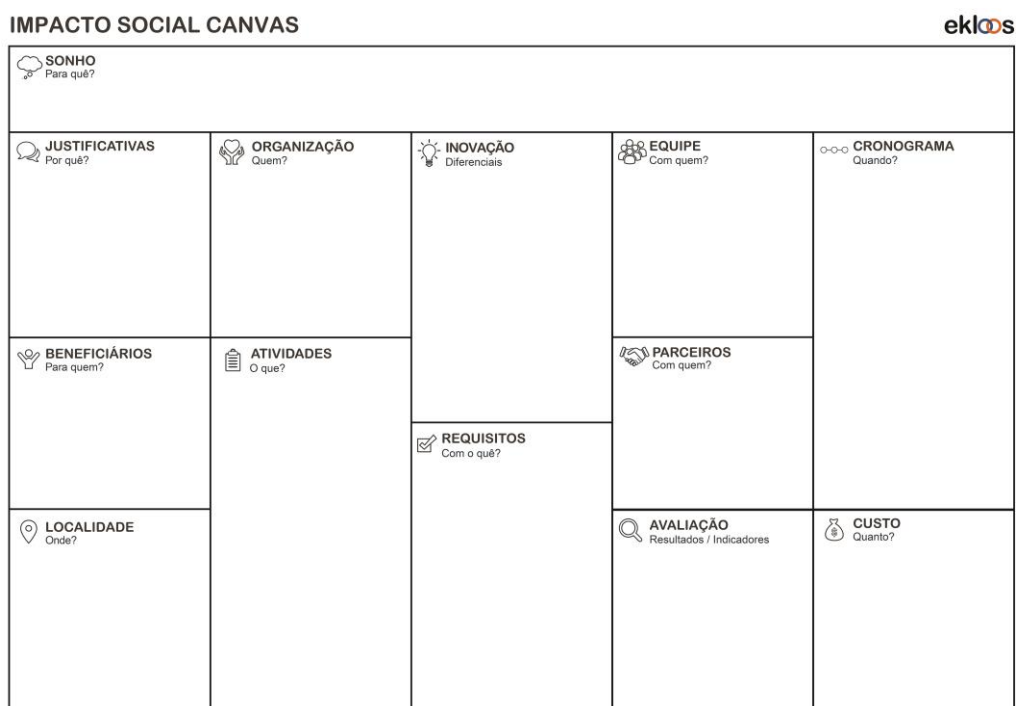 IMPACTO SOCIAL CANVAS
ekloos
SONHO
Para quê?
JUSTIFICATIVAS
Por quê?
ORGANIZAÇÃO
Quem?
INOVAÇÃO
Diferenciais
EQUIPE
Com quem?
CRONOGRAMA
Quando?
BENEFICIÁRIOS
Para quem?
ATIVIDADES
O que?
PARCEIROS
Com quem?
REQUISITOS
Com o quê?
LOCALIDADE
Onde?
AVALIAÇÃO
Resultados / Indicadores
$
CUSTO
Quanto?